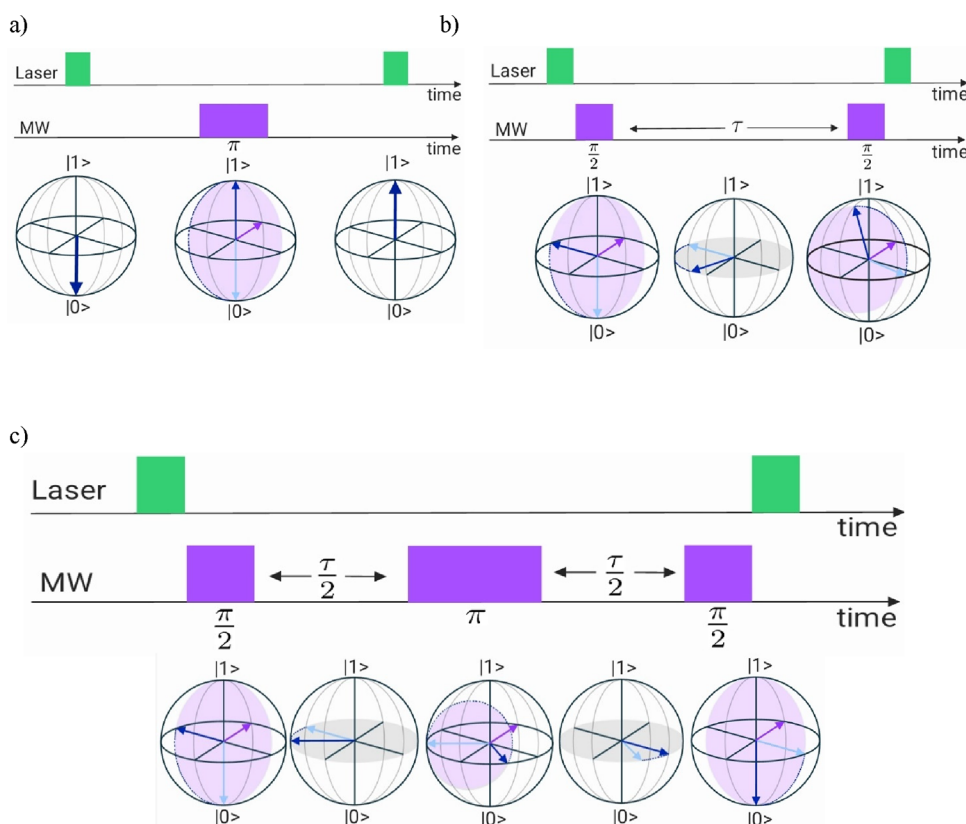 a)
Laser
time
MW
π
time
|1> |1> |1>
|0> |0> |0>
b)
Laser
time
MW
τ
π/2 π/2
time
|1> |1> |1>
|0> |0> |0>
c)
Laser
time
MW
τ/2 τ/2
π/2 π π/2
time
|1> |1> |1> |1> |1>
|0> |0> |0> |0> |0>